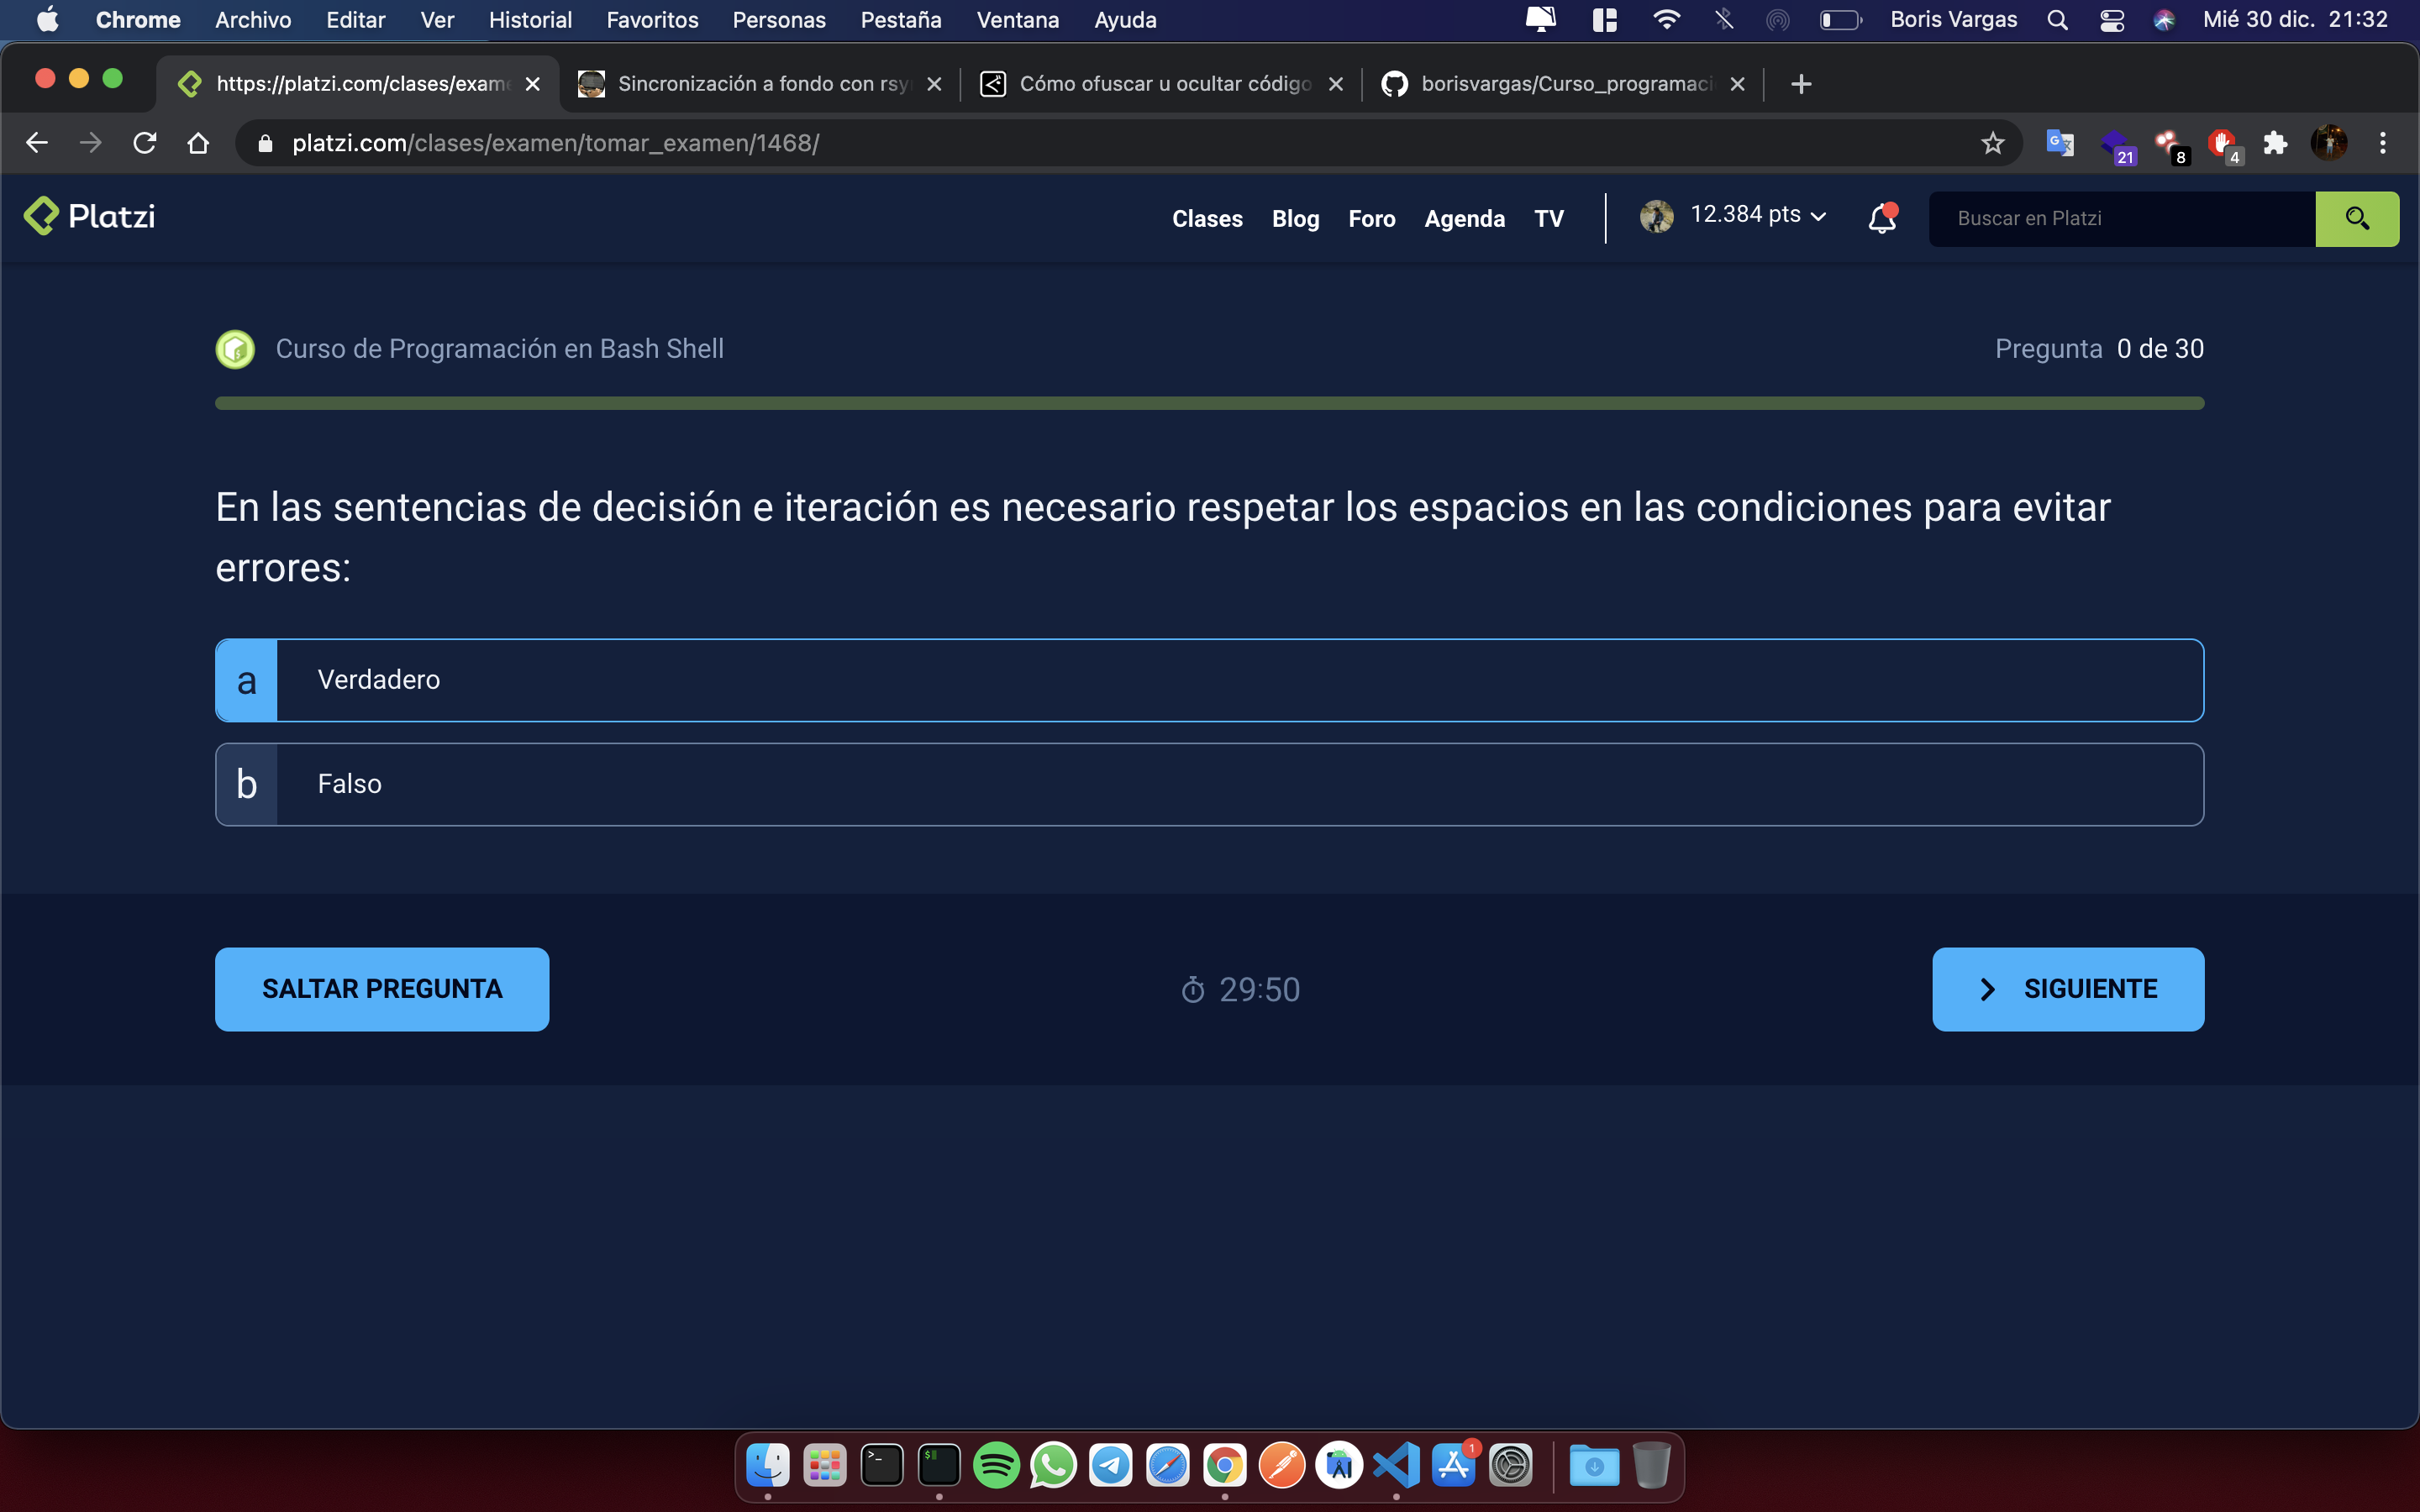 Chrome Archivo Editar Ver Historial Favoritos Personas Pestaña Ventana Ayuda Boris Vargas Mié 30 dic. 21:32
https://platzi.com/clases/exame Sincronización a fondo con rsy Cómo ofuscar u ocultar código borisvargas/Curso_programaci
platzi.com/clases/examen/tomar_examen/1468/ 21 8 4
Platzi Clases Blog Foro Agenda TV 12.384 pts Buscar en Platzi
Curso de Programación en Bash Shell Pregunta 0 de 30
En las sentencias de decisión e iteración es necesario respetar los espacios en las condiciones para evitar
errores:
a Verdadero
b Falso
SALTAR PREGUNTA 29:50 SIGUIENTE
1